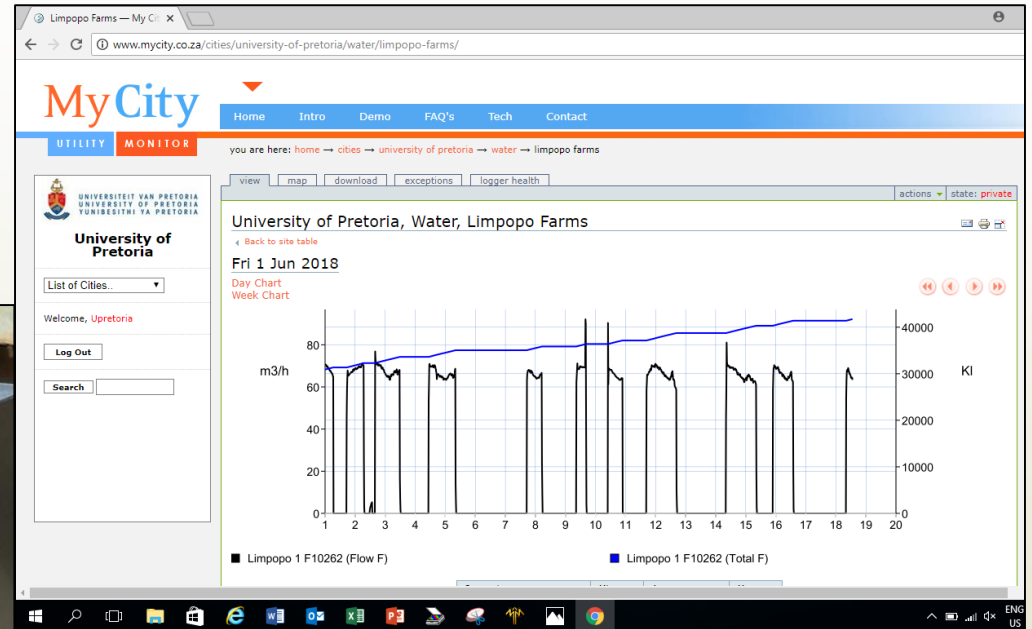 Limpopo Farms — My Cit
www.mycity.co.za/cities/university-of-pretoria/water/limpopo-farms/
MyCity
UTILITY MONITOR
Home Intro Demo FAQ's Tech Contact
you are here: home → cities → university of pretoria → water → limpopo farms
view map download exceptions logger health
actions state: private
UNIVERSITEIT VAN PRETORIA
UNIVERSITY OF PRETORIA
YUNIBESITHI YA PRETORIA
University of
Pretoria
List of Cities..
Welcome, Upretoria
Log Out
Search
University of Pretoria, Water, Limpopo Farms
Back to site table
Fri 1 Jun 2018
Day Chart
Week Chart
m3/h
80
60
40
20
0
40000
30000
20000
10000
0
Kl
1 2 3 4 5 6 7 8 9 10 11 12 13 14 15 16 17 18 19 20
Limpopo 1 F10262 (Flow F) Limpopo 1 F10262 (Total F)
ENG
US